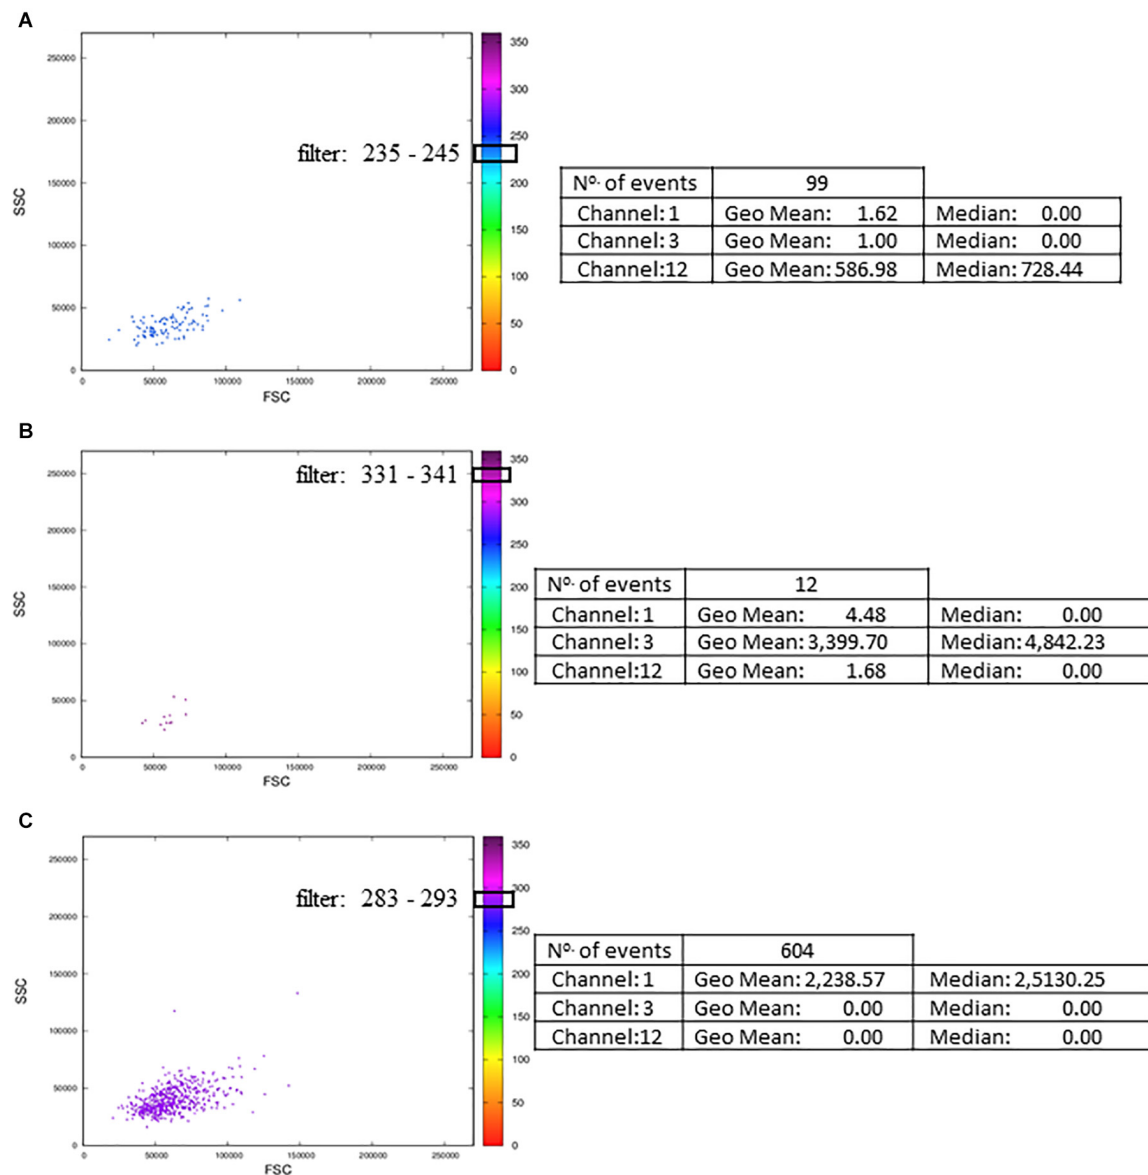 A
250000
200000
150000
100000
50000
0
SSC
0 50000 100000 150000 200000 250000
FSC
filter: 235 - 245
350
300
250
200
150
100
50
0
Nº. of events 99
Channel: 1 Geo Mean: 1.62 Median: 0.00
Channel: 3 Geo Mean: 1.00 Median: 0.00
Channel:12 Geo Mean: 586.98 Median: 728.44
B
250000
200000
150000
100000
50000
0
SSC
0 50000 100000 150000 200000 250000
FSC
filter: 331 - 341
350
300
250
200
150
100
50
0
Nº. of events 12
Channel: 1 Geo Mean: 4.48 Median: 0.00
Channel: 3 Geo Mean: 3,399.70 Median: 4,842.23
Channel:12 Geo Mean: 1.68 Median: 0.00
C
250000
200000
150000
100000
50000
0
SSC
0 50000 100000 150000 200000 250000
FSC
filter: 283 - 293
350
300
250
200
150
100
50
0
Nº. of events 604
Channel: 1 Geo Mean: 2,238.57 Median: 2,5130.25
Channel: 3 Geo Mean: 0.00 Median: 0.00
Channel:12 Geo Mean: 0.00 Median: 0.00